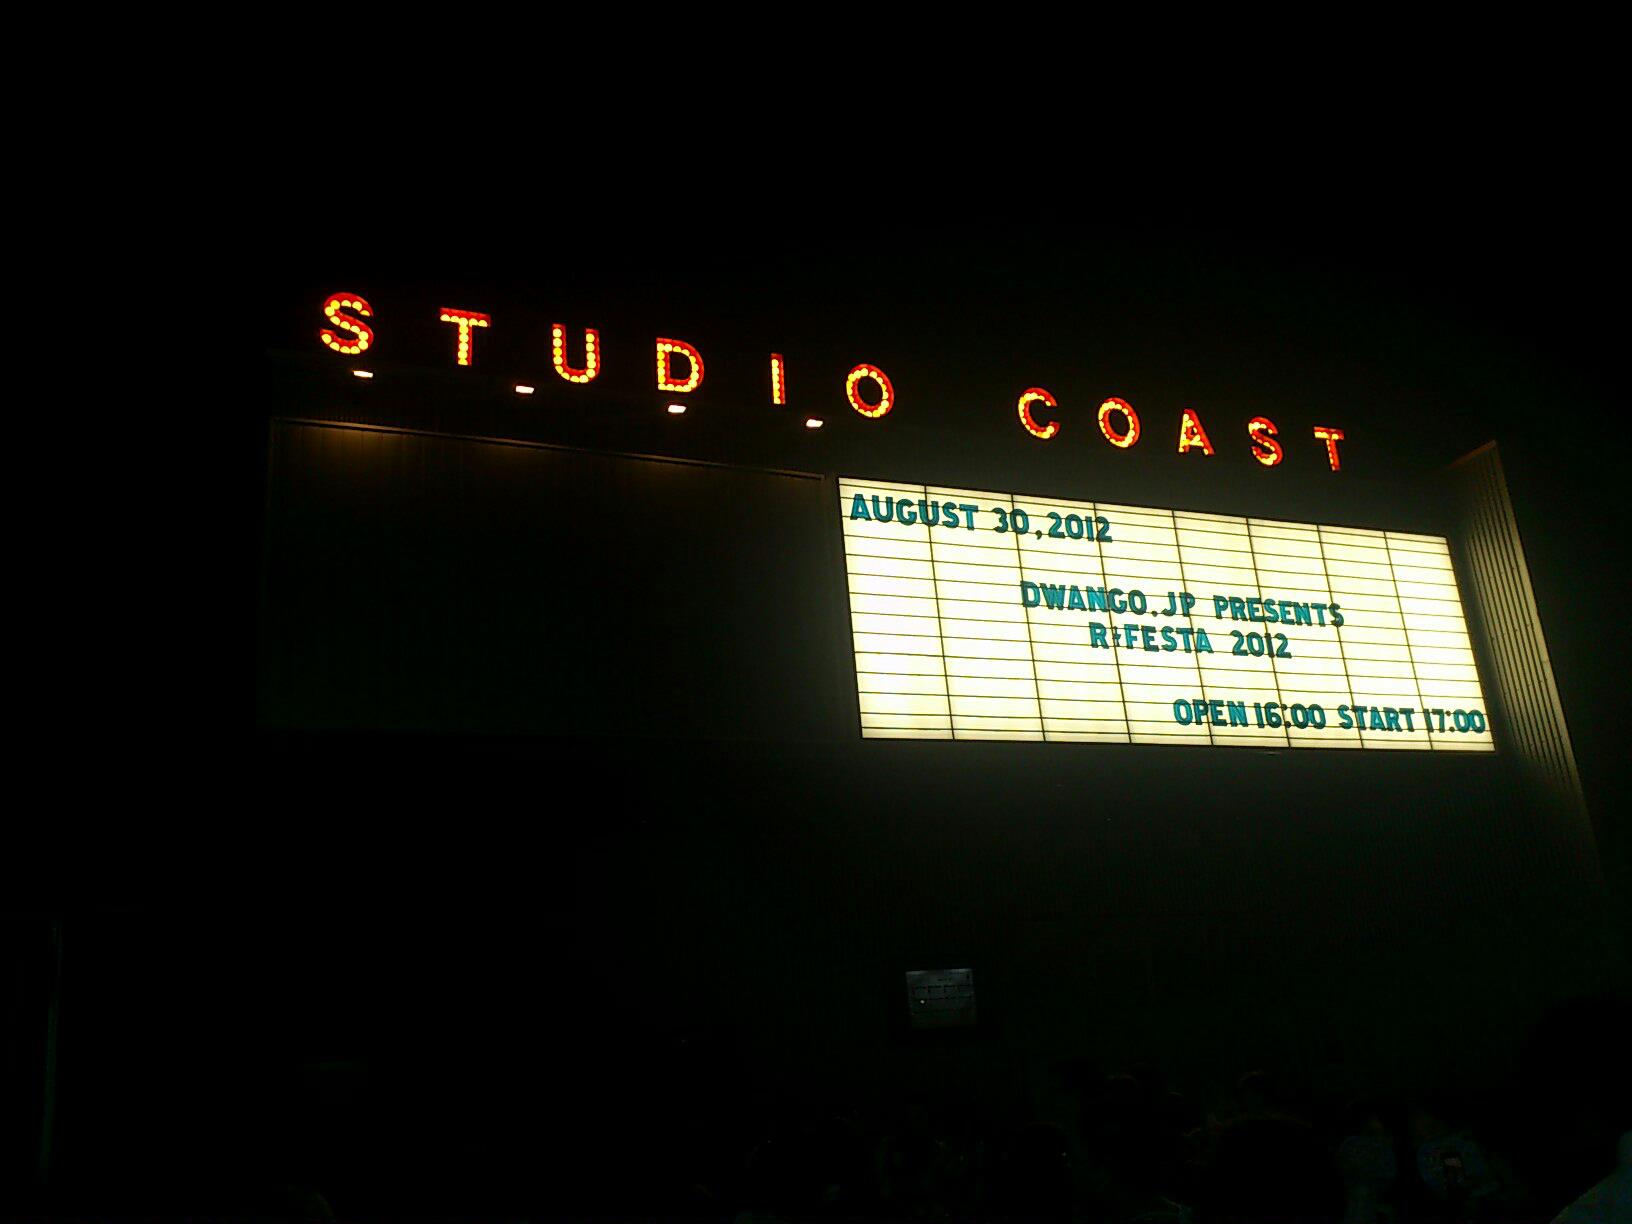 STUDIO COAST
AUGUST 30,2012
DWANGO.JP PRESENTS
R★FESTA 2012
OPEN 16:00 START 17:00